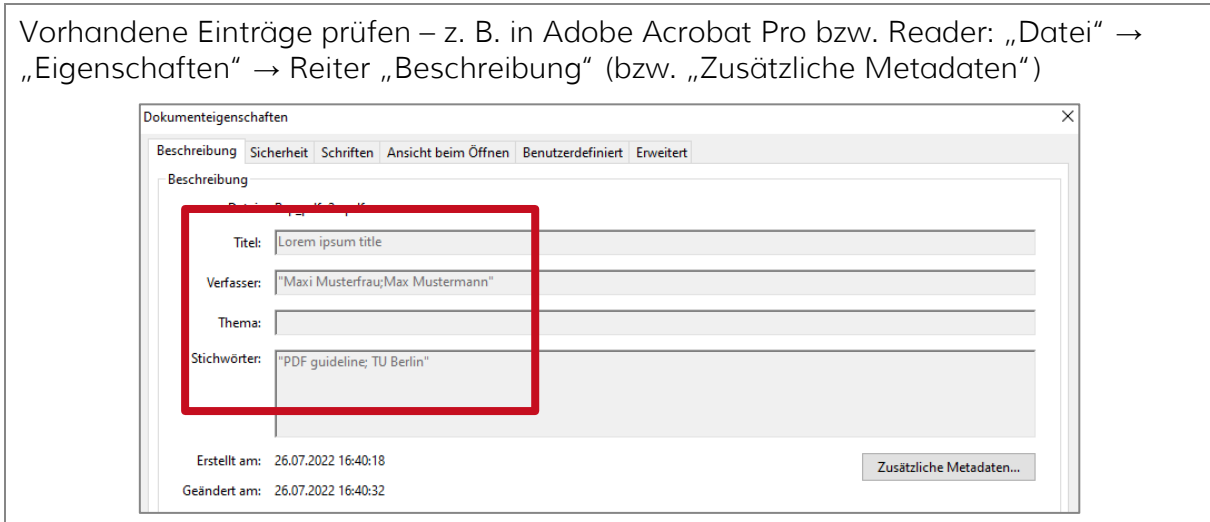 Vorhandene Einträge prüfen – z. B. in Adobe Acrobat Pro bzw. Reader: „Datei“ →
„Eigenschaften“ → Reiter „Beschreibung“ (bzw. „Zusätzliche Metadaten“)
Dokumenteigenschaften
Beschreibung Sicherheit Schriften Ansicht beim Öffnen Benutzerdefiniert Erweitert
Beschreibung
Titel: Lorem ipsum title
Verfasser: "Maxi Musterfrau;Max Mustermann"
Thema:
Stichwörter: "PDF guideline; TU Berlin"
Erstellt am: 26.07.2022 16:40:18
Zusätzliche Metadaten...
Geändert am: 26.07.2022 16:40:32